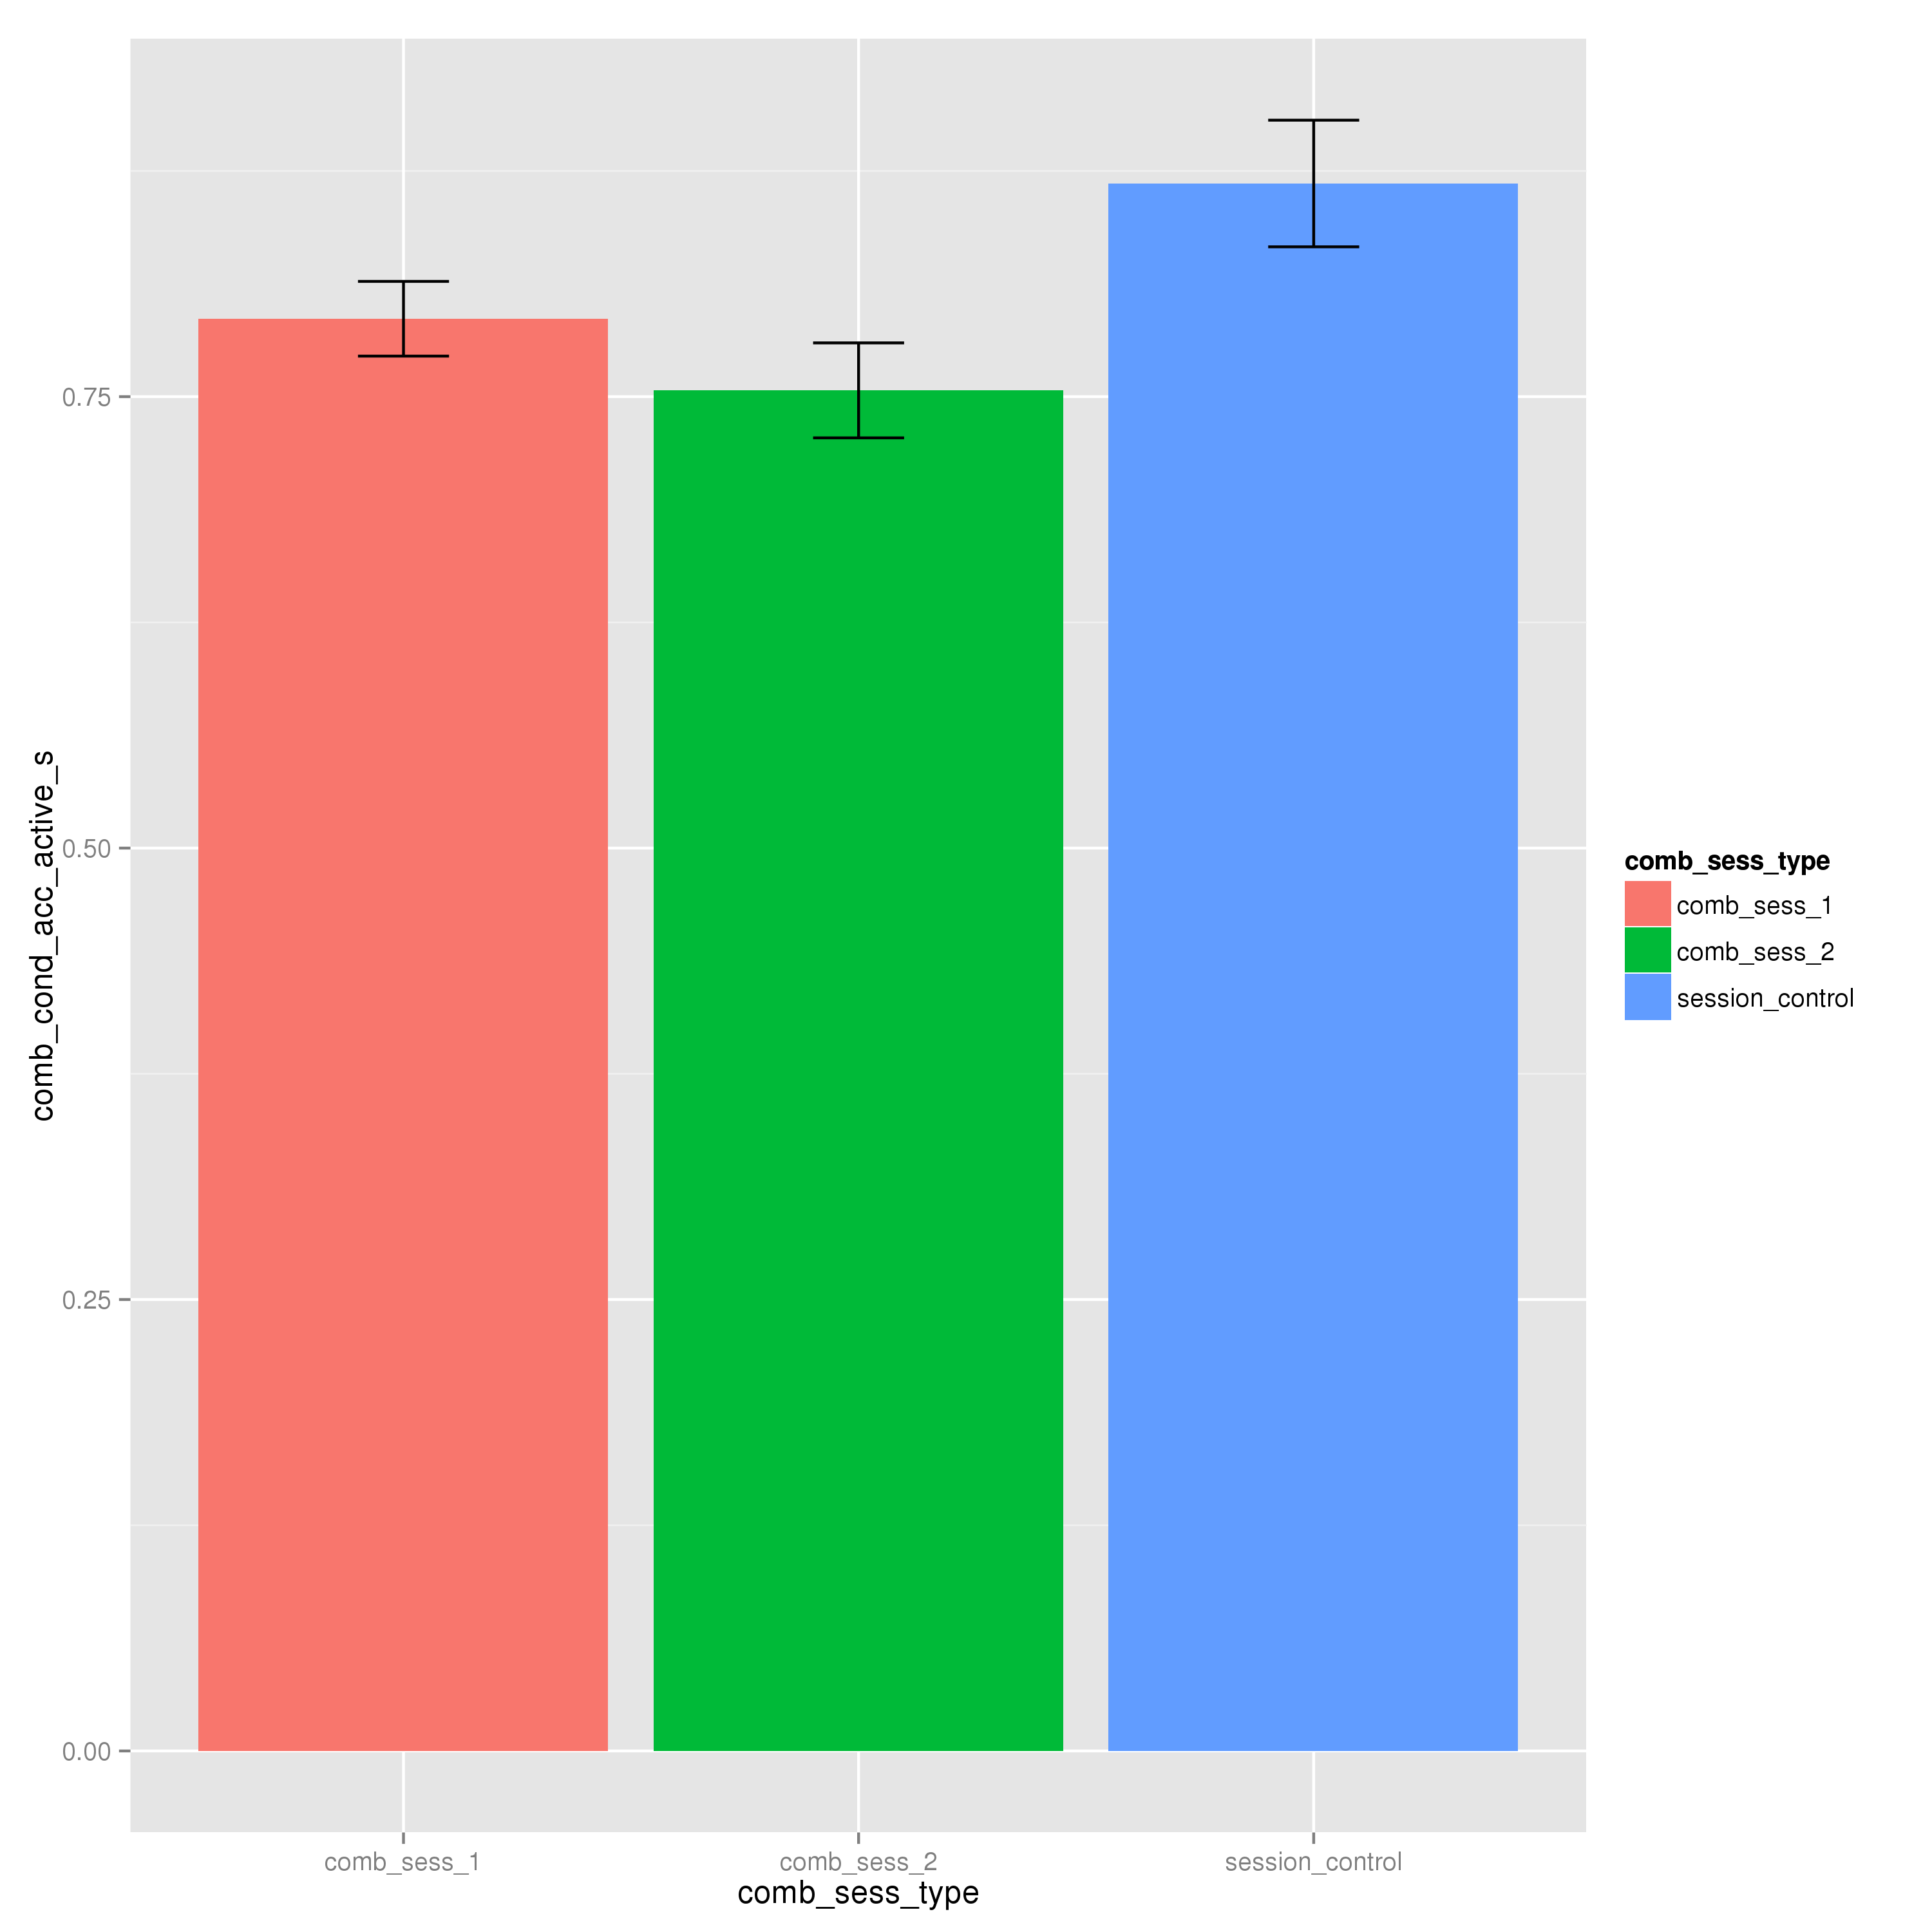 comb_cond_acc_active_s
0.75
0.50
0.25
0.00
comb_sess_1
comb_sess_2
session_control
comb_sess_type
comb_sess_type
comb_sess_1
comb_sess_2
session_control